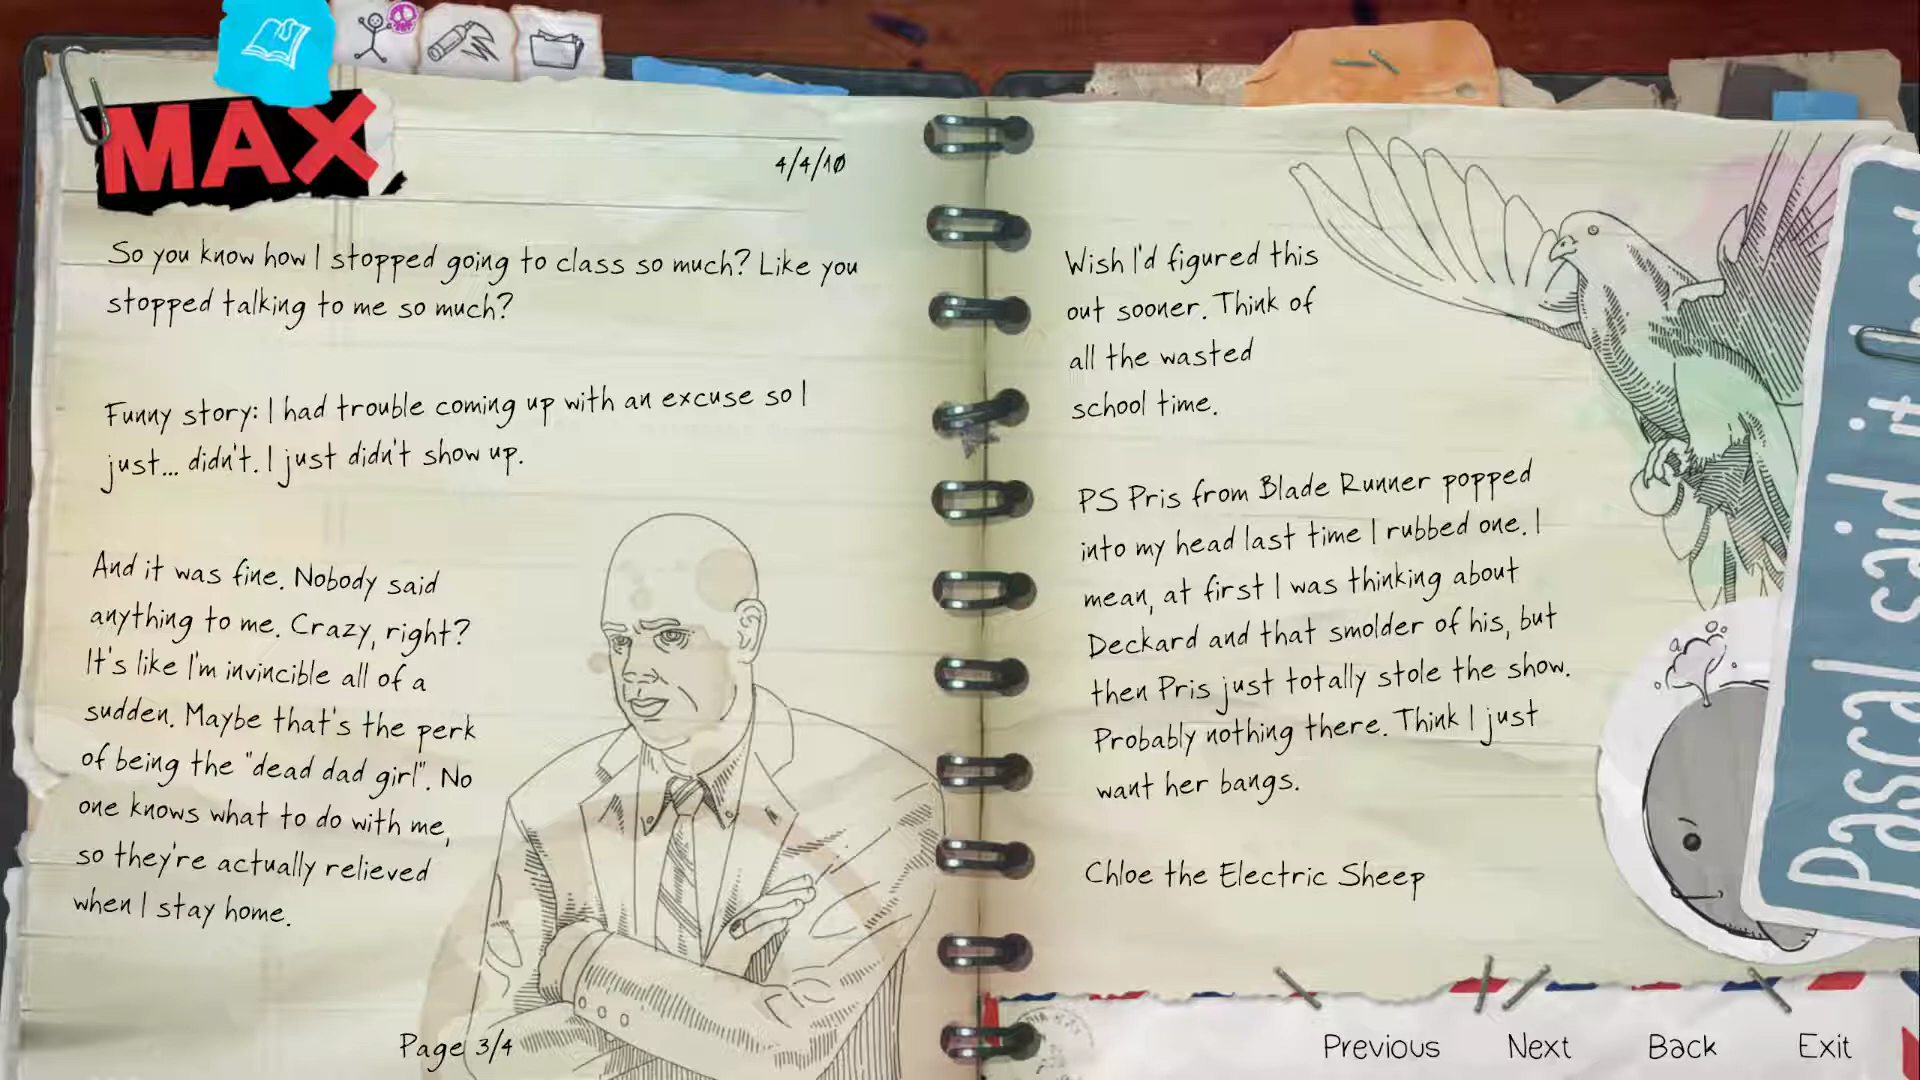 MAX
4/4/10
So you know how I stopped going to class so much? Like you
stopped talking to me so much?
Funny story: I had trouble coming up with an excuse so I
just... didn't. I just didn't show up.
And it was fine. Nobody said
anything to me. Crazy, right?
It's like I'm invincible all of a
sudden. Maybe that's the perk
of being the "dead dad girl". No
one knows what to do with me,
so they're actually relieved
when I stay home.
Page 3/4
Wish I'd figured this
out sooner. Think of
all the wasted
school time.
PS Pris from Blade Runner popped
into my head last time I rubbed one. I
mean, at first I was thinking about
Deckard and that smolder of his, but
then Pris just totally stole the show.
Probably nothing there. Think I just
want her bangs.
Chloe the Electric Sheep
Pascal said it
Previous Next Back Exit